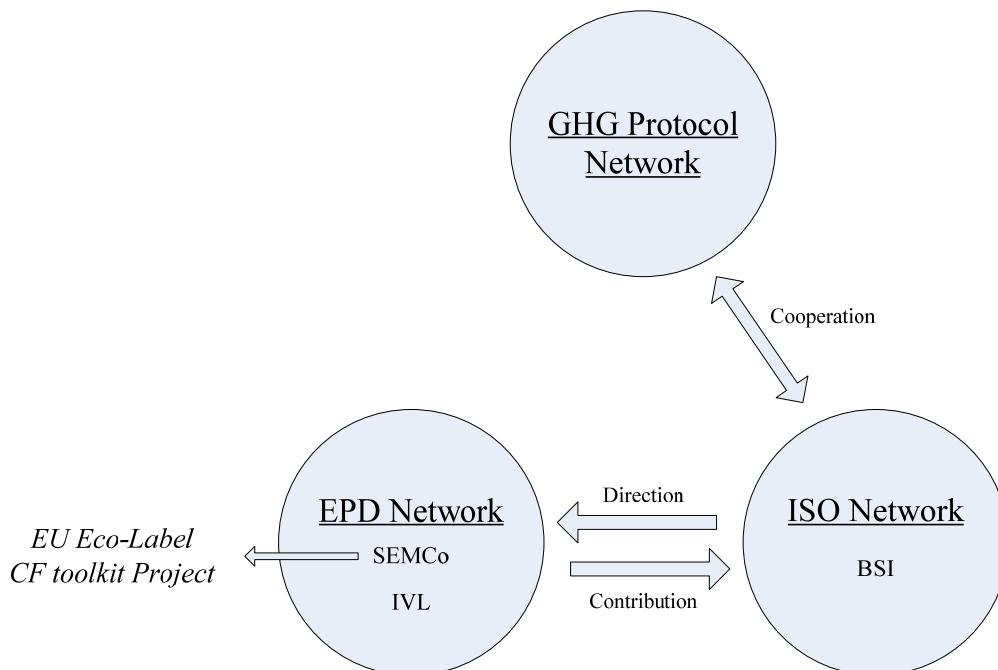 GHG Protocol
Network
Cooperation
Direction
EPD Network
SEMCo
IVL
ISO Network
BSI
EU Eco-Label
CF toolkit Project
Contribution